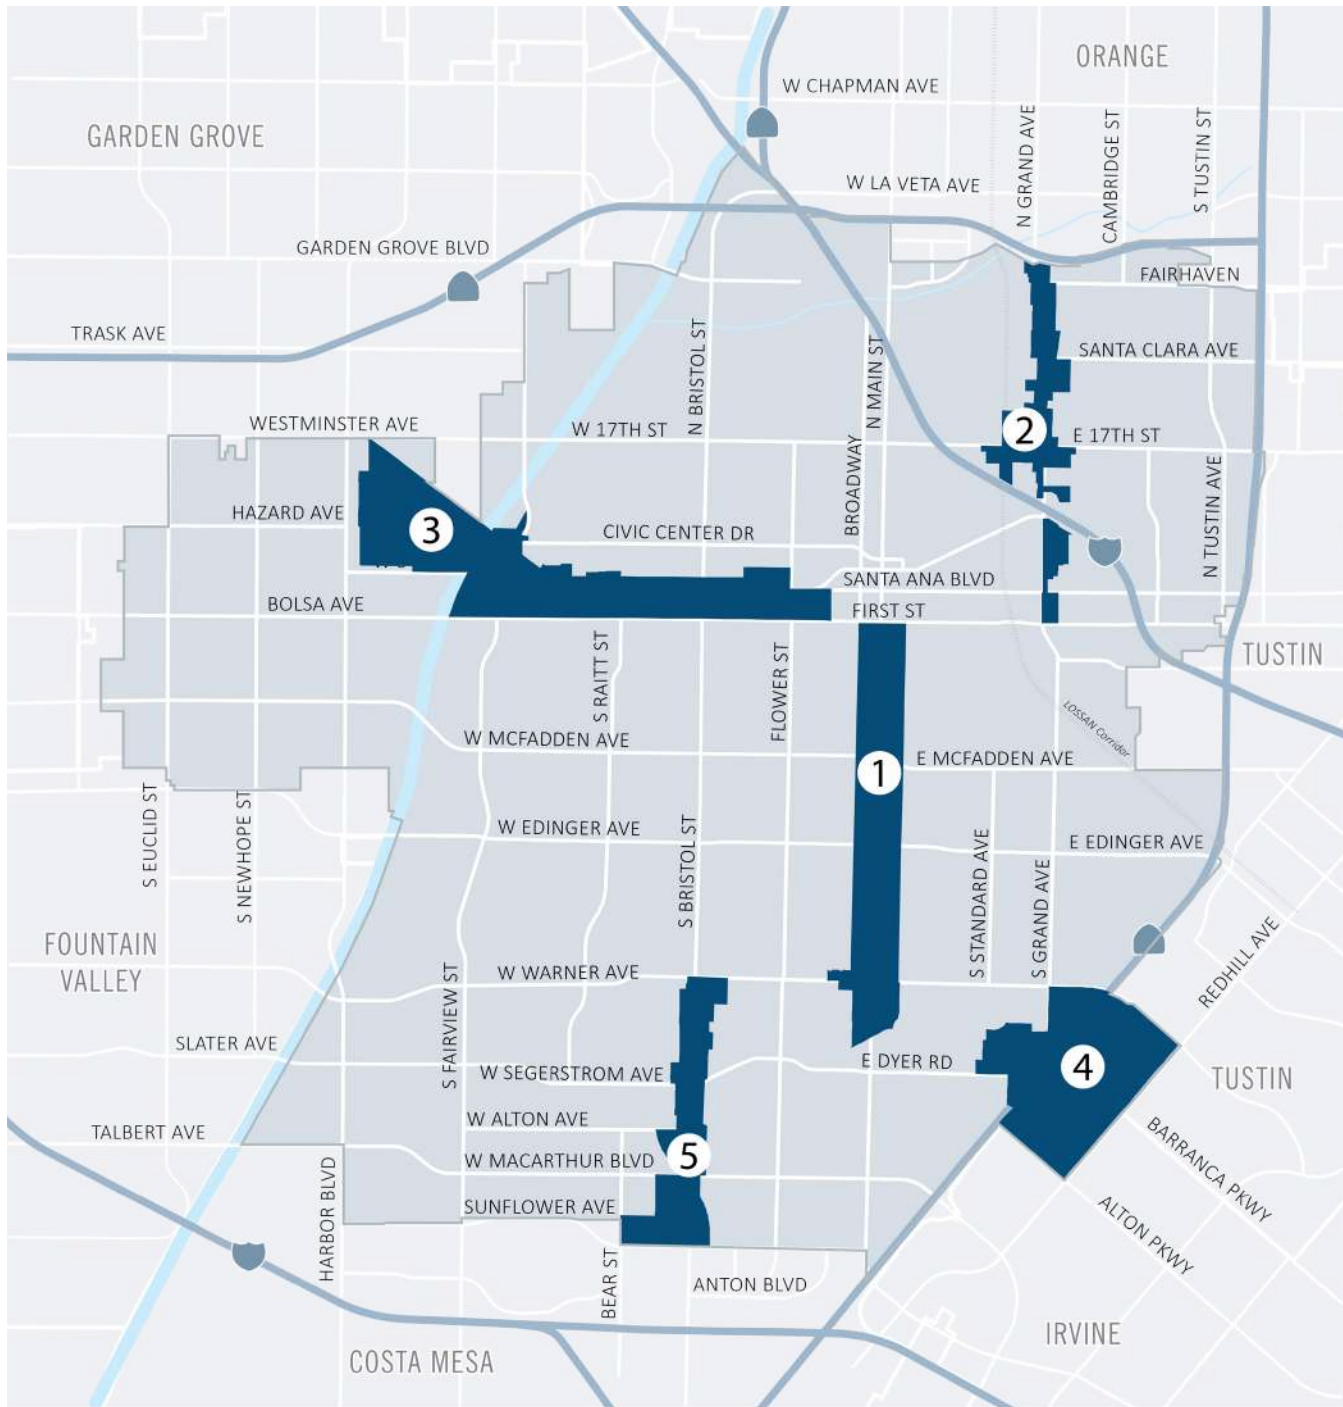 ORANGE
W CHAPMAN AVE
GARDEN GROVE
N GRAND AVE
CAMBRIDGE ST
S TUSTIN ST
W LA VETA AVE
GARDEN GROVE BLVD
FAIRHAVEN
TRASK AVE
N BRISTOL ST
N MAIN ST
SANTA CLARA AVE
WESTMINSTER AVE
W 17TH ST
2
E 17TH ST
BROADWAY
N TUSTIN AVE
HAZARD AVE
3
CIVIC CENTER DR
SANTA ANA BLVD
BOLSA AVE
FIRST ST
S RAITT ST
FLOWER ST
TUSTIN
LOSSAN Corridor
W MCFADDEN AVE
E MCFADDEN AVE
1
S EUCLID ST
S NEWHOPE ST
W EDINGER AVE
S BRISTOL ST
S STANDARD AVE
S GRAND AVE
E EDINGER AVE
FOUNTAIN
VALLEY
W WARNER AVE
REDHILL AVE
S FAIRVIEW ST
SLATER AVE
W SEGERSTROM AVE
E DYER RD
4
TUSTIN
W ALTON AVE
TALBERT AVE
W MACARTHUR BLVD
5
BARRANCA PKWY
HARBOR BLVD
SUNFLOWER AVE
ALTON PKWY
BEAR ST
ANTON BLVD
IRVINE
COSTA MESA